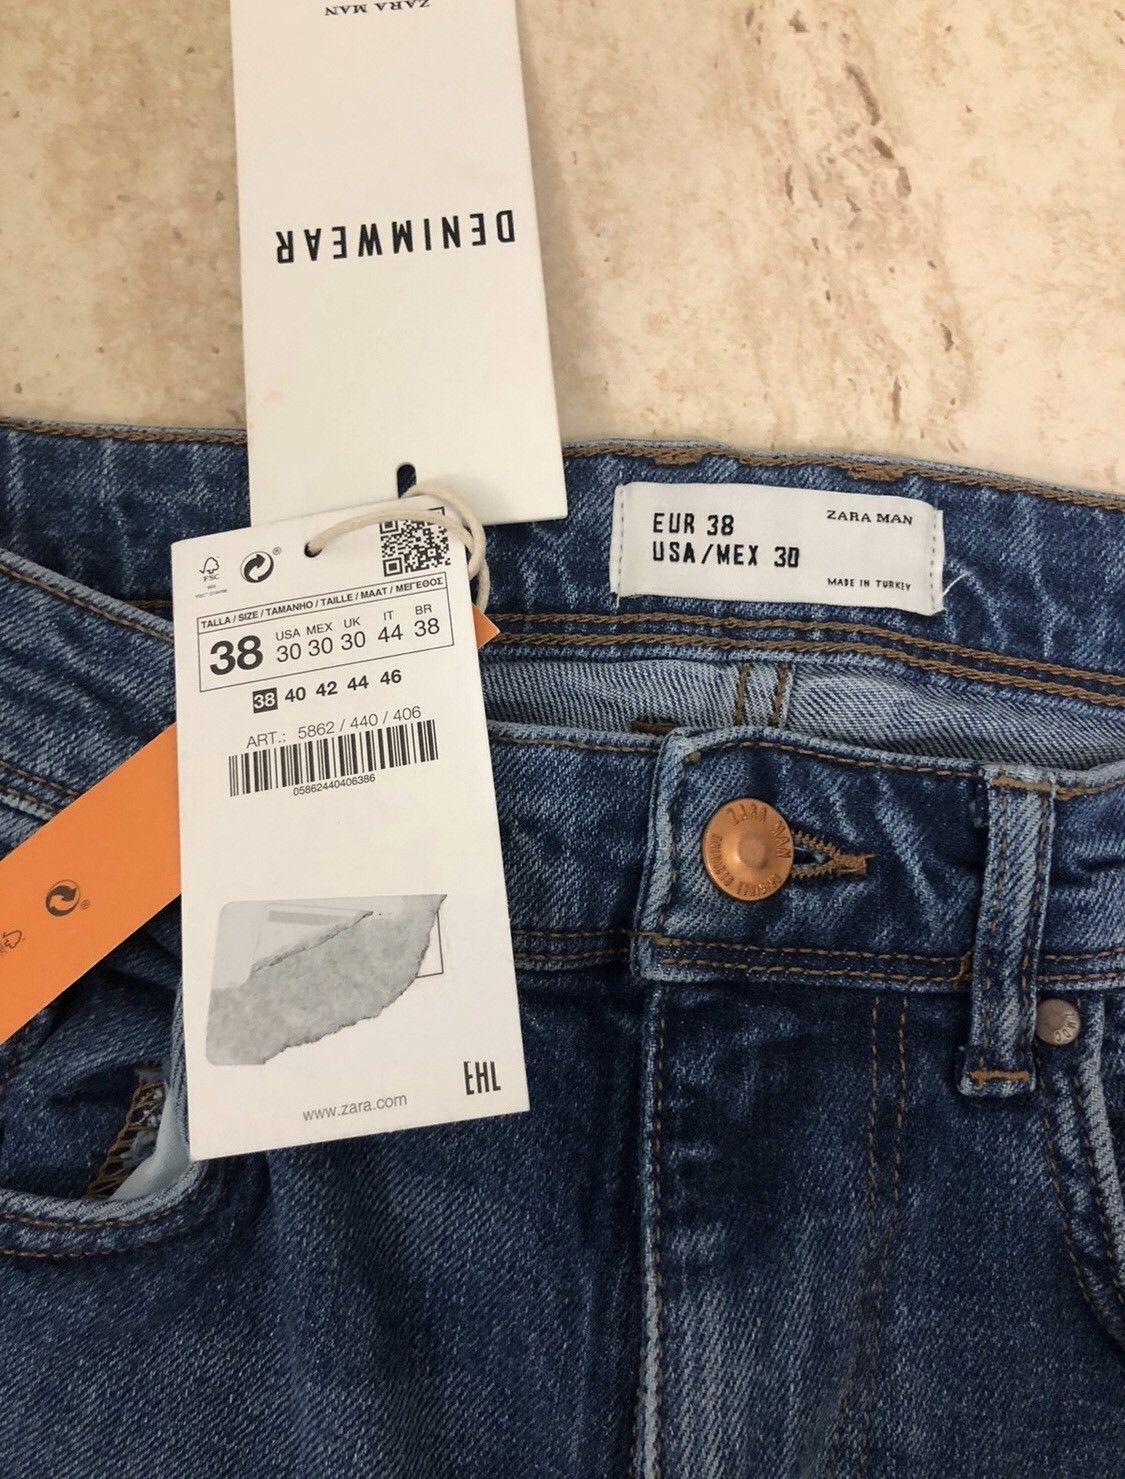 ZARA MAN
DENIMWEAR
FSC
TALLA / SIZE / TAMANHO / TAILLE / MAAT / ΜΕΓΕΘΟΣ
38
USA MEX UK IT BR
30 30 30 44 38
38 40 42 44 46
ART.: 5862 / 440 / 406
05862440406386
EHL
www.zara.com
EUR 38
USA/MEX 30
ZARA MAN
MADE IN TURKEY
ZARA MAN